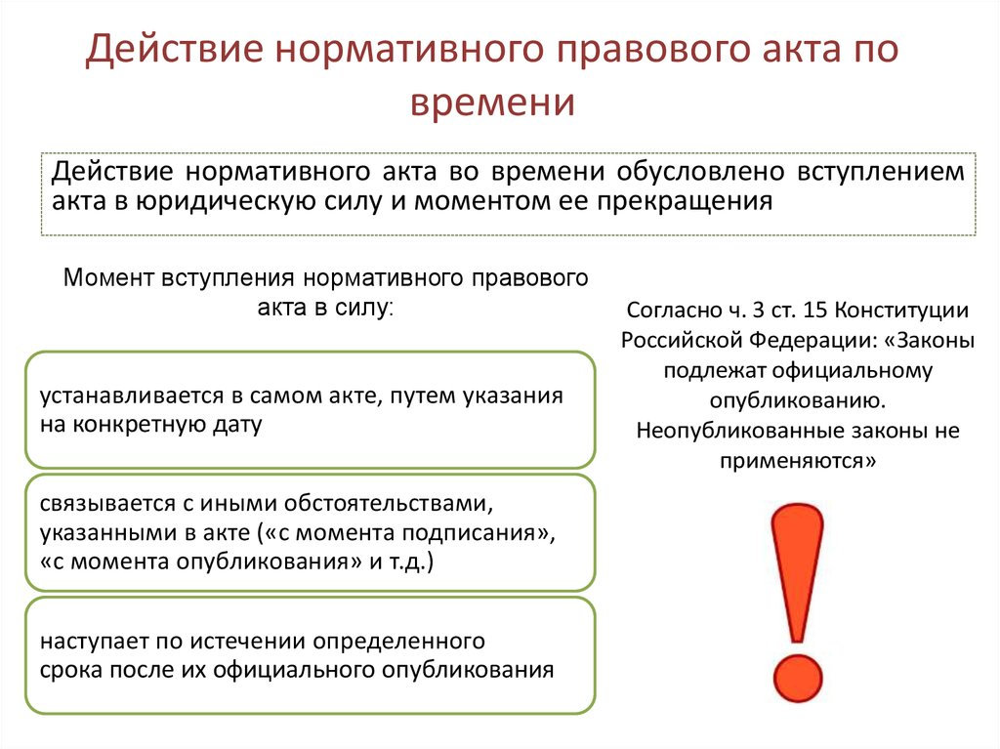 Действие нормативного правового акта по
времени
Действие нормативного акта во времени обусловлено вступлением
акта в юридическую силу и моментом ее прекращения
Момент вступления нормативного правового
акта в силу:
устанавливается в самом акте, путем указания
на конкретную дату
связывается с иными обстоятельствами,
указанными в акте («с момента подписания»,
«с момента опубликования» и т.д.)
наступает по истечении определенного
срока после их официального опубликования
Согласно ч. 3 ст. 15 Конституции
Российской Федерации: «Законы
подлежат официальному
опубликованию.
Неопубликованные законы не
применяются»